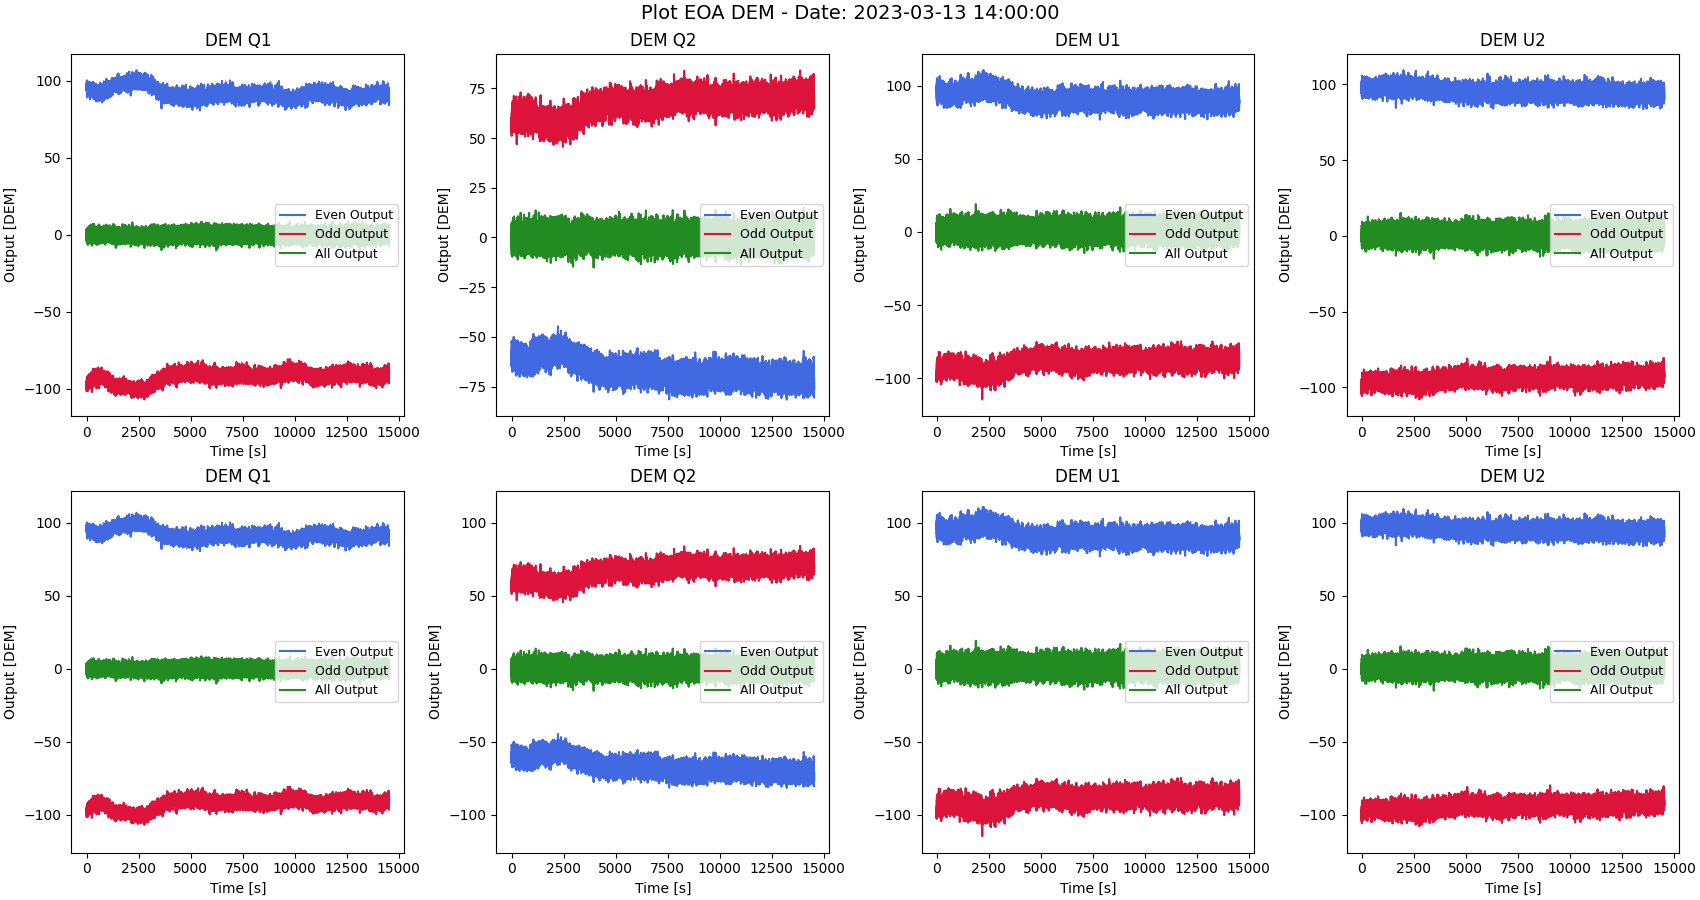 Plot EOA DEM - Date: 2023-03-13 14:00:00
DEM Q1
Output [DEM]
100
50
0
−50
−100
Even Output
Odd Output
All Output
0 2500 5000 7500 10000 12500 15000
Time [s]
DEM Q2
Output [DEM]
75
50
25
0
−25
−50
−75
Even Output
Odd Output
All Output
0 2500 5000 7500 10000 12500 15000
Time [s]
DEM U1
Output [DEM]
100
50
0
−50
−100
Even Output
Odd Output
All Output
0 2500 5000 7500 10000 12500 15000
Time [s]
DEM U2
Output [DEM]
100
50
0
−50
−100
Even Output
Odd Output
All Output
0 2500 5000 7500 10000 12500 15000
Time [s]
DEM Q1
Output [DEM]
100
50
0
−50
−100
Even Output
Odd Output
All Output
0 2500 5000 7500 10000 12500 15000
Time [s]
DEM Q2
Output [DEM]
100
50
0
−50
−100
Even Output
Odd Output
All Output
0 2500 5000 7500 10000 12500 15000
Time [s]
DEM U1
Output [DEM]
100
50
0
−50
−100
Even Output
Odd Output
All Output
0 2500 5000 7500 10000 12500 15000
Time [s]
DEM U2
Output [DEM]
100
50
0
−50
−100
Even Output
Odd Output
All Output
0 2500 5000 7500 10000 12500 15000
Time [s]